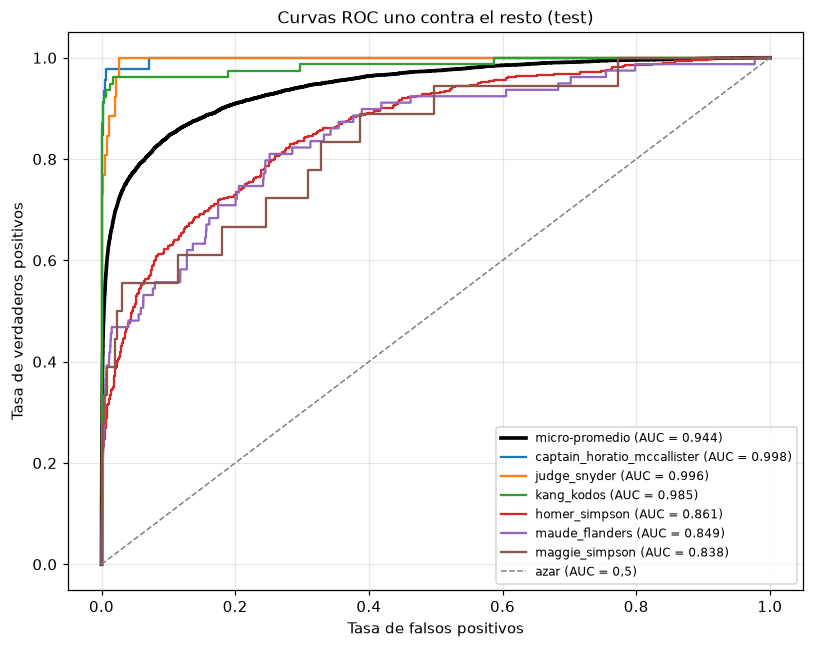 Curvas ROC uno contra el resto (test)
1.0
0.8
0.6
0.4
0.2
0.0
Tasa de verdaderos positivos
micro-promedio (AUC = 0.944)
captain_horatio_mccallister (AUC = 0.998)
judge_snyder (AUC = 0.996)
kang_kodos (AUC = 0.985)
homer_simpson (AUC = 0.861)
maude_flanders (AUC = 0.849)
maggie_simpson (AUC = 0.838)
azar (AUC = 0,5)
0.0 0.2 0.4 0.6 0.8 1.0
Tasa de falsos positivos